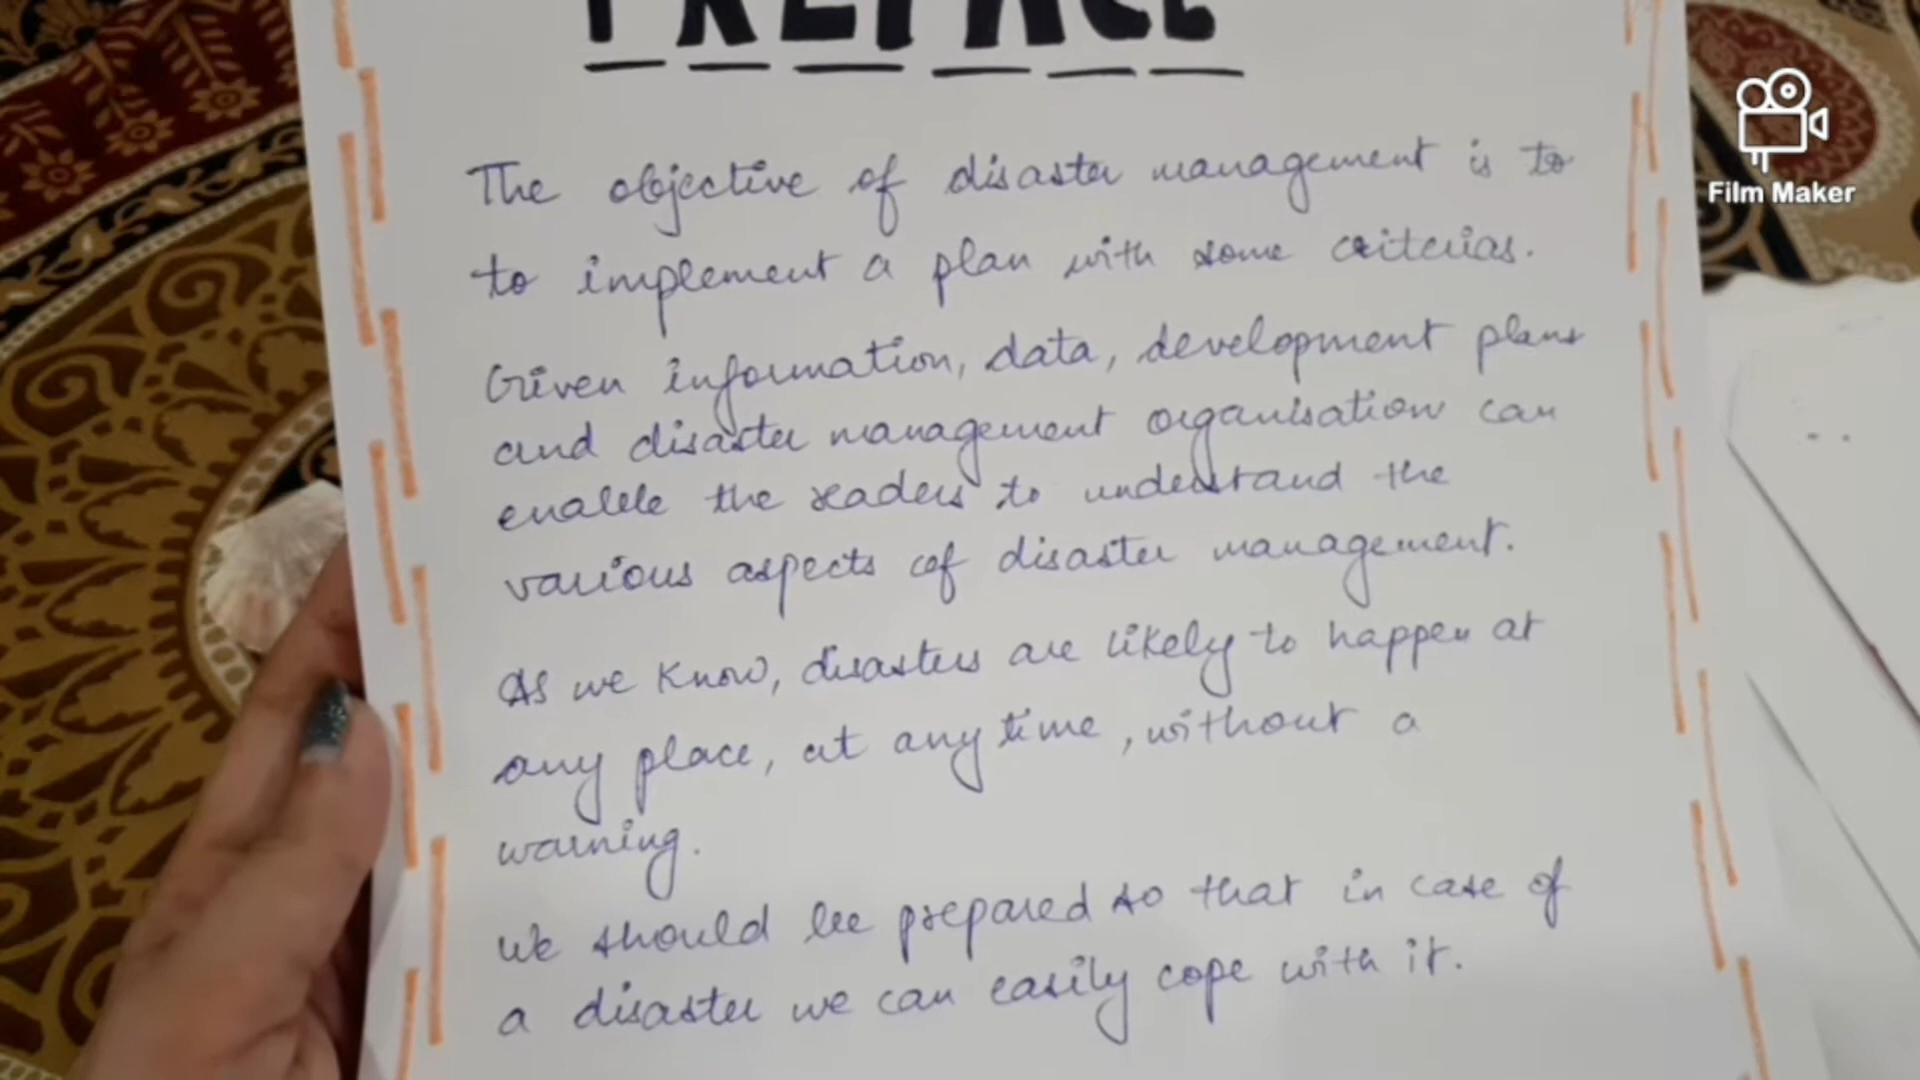 PREFACE
The objective of disaster management is to
to implement a plan with some criterias.
Given information, data, development plans
and disaster management organisation can
enable the readers to understand the
various aspects of disaster management.
As we know, disasters are likely to happen at
any place, at any time, without a
warning.
We should be prepared so that in case of
a disaster we can easily cope with it.
Film Maker